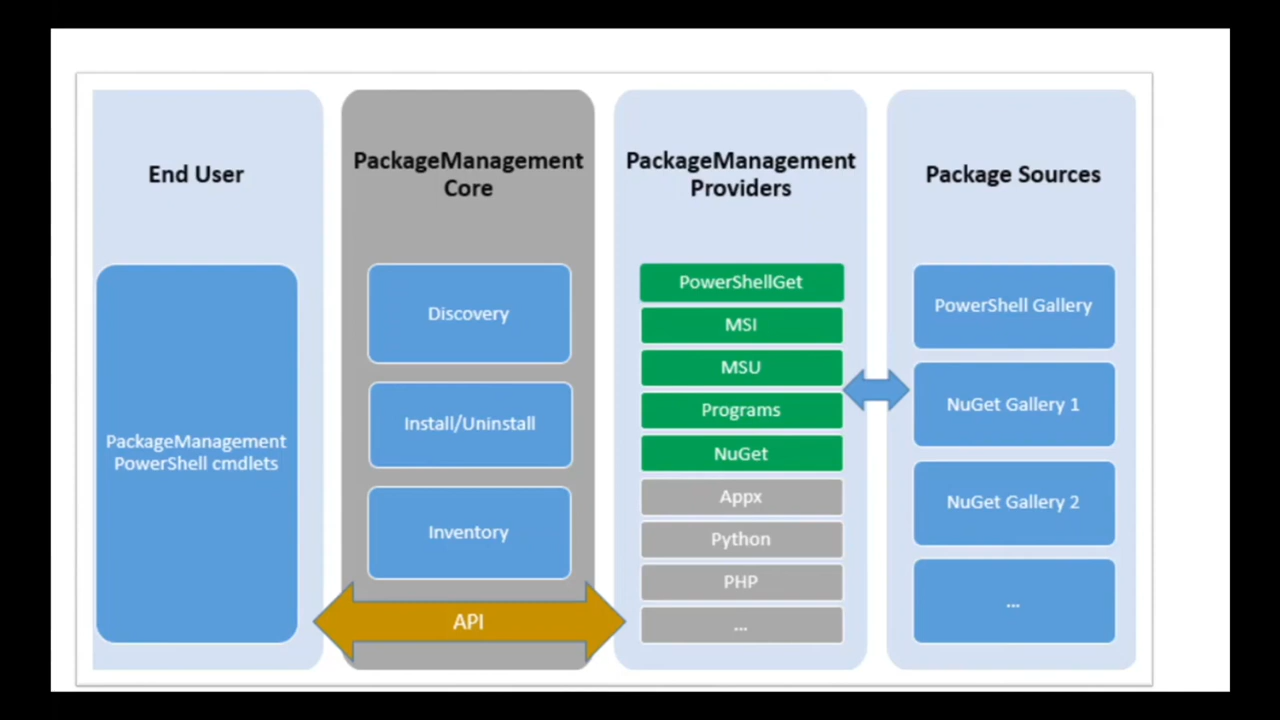 End User
PackageManagement
PowerShell cmdlets
PackageManagement
Core
Discovery
Install/Uninstall
Inventory
API
PackageManagement
Providers
PowerShellGet
MSI
MSU
Programs
NuGet
Appx
Python
PHP
...
Package Sources
PowerShell Gallery
NuGet Gallery 1
NuGet Gallery 2
...